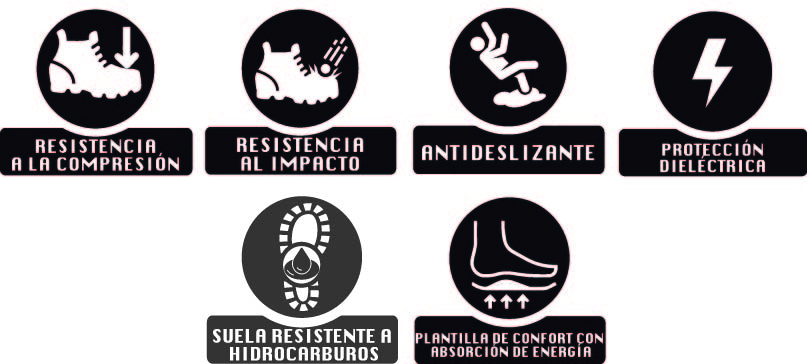 RESISTENCIA
A LA COMPRESIÓN
RESISTENCIA
AL IMPACTO
ANTIDESLIZANTE
PROTECCIÓN
DIELÉCTRICA
SUELA RESISTENTE A
HIDROCARBUROS
PLANTILLA DE CONFORT CON
ABSORCIÓN DE ENERGÍA